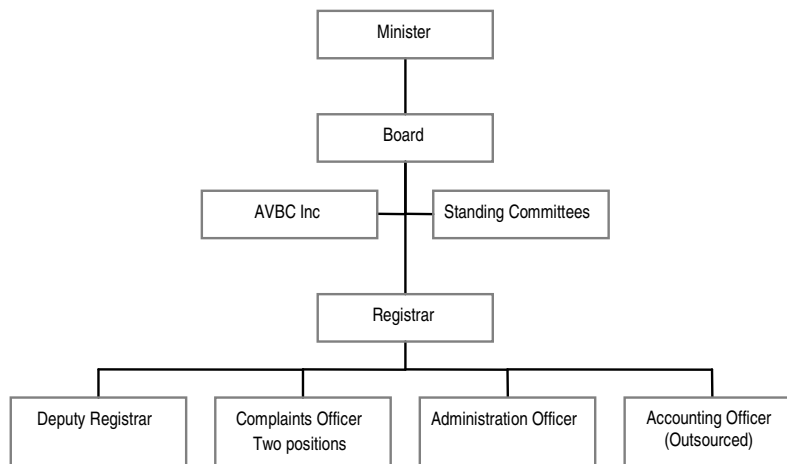 Minister
Board
AVBC Inc
Standing Committees
Registrar
Deputy Registrar
Complaints Officer
Two positions
Administration Officer
Accounting Officer
(Outsourced)